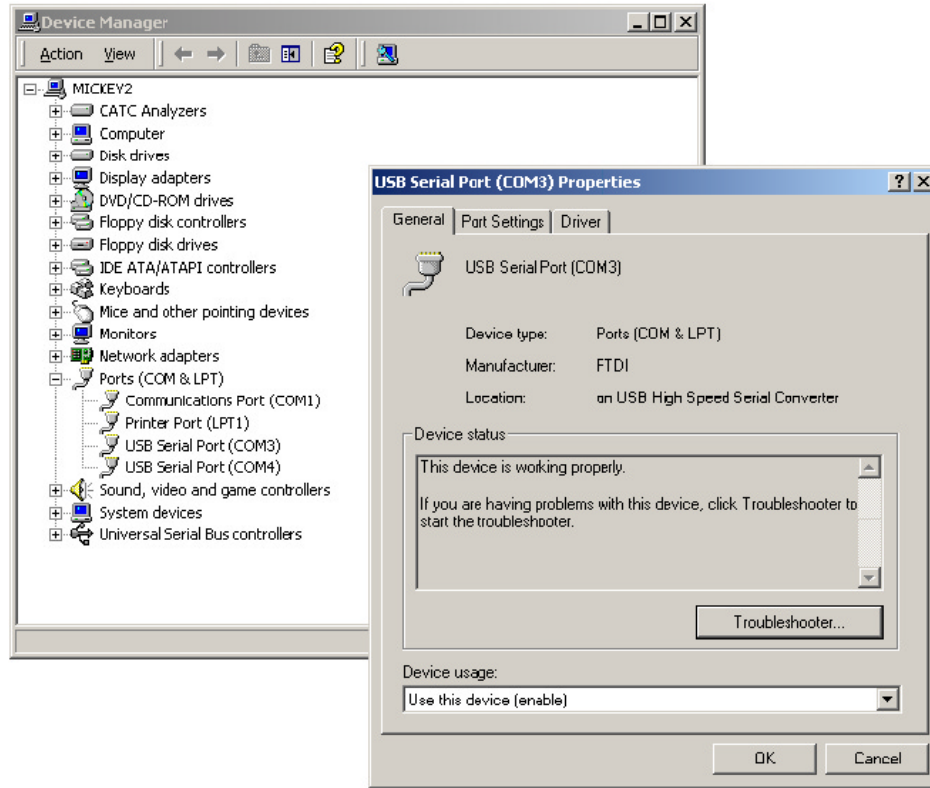 Device Manager
Action View
MICKEY2
CATC Analyzers
Computer
Disk drives
Display adapters
DVD/CD-ROM drives
Floppy disk controllers
Floppy disk drives
IDE ATA/ATAPI controllers
Keyboards
Mice and other pointing devices
Monitors
Network adapters
Ports (COM & LPT)
Communications Port (COM1)
Printer Port (LPT1)
USB Serial Port (COM3)
USB Serial Port (COM4)
Sound, video and game controllers
System devices
Universal Serial Bus controllers
USB Serial Port (COM3) Properties
General Port Settings Driver
USB Serial Port (COM3)
Device type: Ports (COM & LPT)
Manufacturer: FTDI
Location: on USB High Speed Serial Converter
Device status
This device is working properly.
If you are having problems with this device, click Troubleshooter to
start the troubleshooter.
Troubleshooter...
Device usage:
Use this device (enable)
OK Cancel